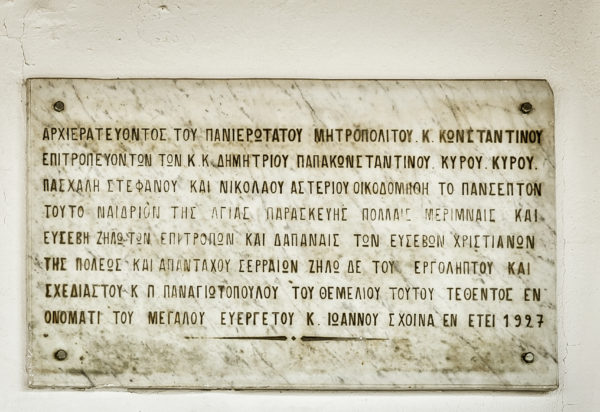 ΑΡΧΙΕΡΑΤΕΥΟΝΤΟΣ ΤΟΥ ΠΑΝΙΕΡΩΤΑΤΟΥ ΜΗΤΡΟΠΟΛΙΤΟΥ. Κ. ΚΩΝΣΤΑΝΤΙΝΟΥ
ΕΠΙΤΡΟΠΕΥΟΝΤΩΝ ΤΩΝ Κ.Κ. ΔΗΜΗΤΡΙΟΥ ΠΑΠΑΚΩΝΣΤΑΝΤΙΝΟΥ. ΚΥΡΟΥ. ΚΥΡΟΥ.
ΠΑΣΧΑΛΗ ΣΤΕΦΑΝΟΥ ΚΑΙ ΝΙΚΟΛΑΟΥ ΑΣΤΕΡΙΟΥ ΟΙΚΟΔΟΜΗΘΗ ΤΟ ΠΑΝΣΕΠΤΟΝ
ΤΟΥΤΟ ΝΑΙΔΡΙΟΝ ΤΗΣ ΑΓΙΑΣ ΠΑΡΑΣΚΕΥΗΣ ΠΟΛΛΑΙΣ ΜΕΡΙΜΝΑΙΣ ΚΑΙ
ΕΥΣΕΒΗ ΖΗΛΩ ΤΩΝ ΕΠΙΤΡΟΠΩΝ ΚΑΙ ΔΑΠΑΝΑΙΣ ΤΩΝ ΕΥΣΕΒΩΝ ΧΡΙΣΤΙΑΝΩΝ
ΤΗΣ ΠΟΛΕΩΣ ΚΑΙ ΑΠΑΝΤΑΧΟΥ ΣΕΡΡΑΙΩΝ ΖΗΛΩ ΔΕ ΤΟΥ ΕΡΓΟΛΗΠΤΟΥ ΚΑΙ
ΣΧΕΔΙΑΣΤΟΥ Κ Π ΠΑΝΑΓΙΩΤΟΠΟΥΛΟΥ ΤΟΥ ΘΕΜΕΛΙΟΥ ΤΟΥΤΟΥ ΤΕΘΕΝΤΟΣ ΕΝ
ΟΝΟΜΑΤΙ ΤΟΥ ΜΕΓΑΛΟΥ ΕΥΕΡΓΕΤΟΥ Κ. ΙΩΑΝΝΟΥ ΣΧΟΙΝΑ ΕΝ ΕΤΕΙ 1927